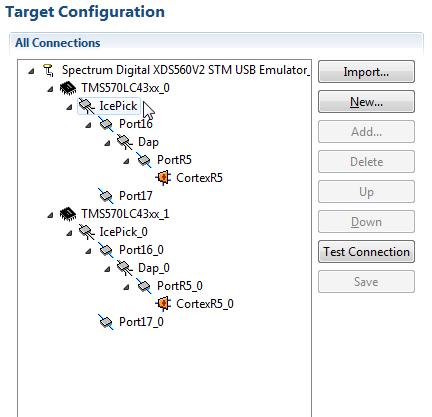 Target Configuration
All Connections
Spectrum Digital XDS560V2 STM USB Emulator_
TMS570LC43xx_0
IcePick
Port16
Dap
PortR5
CortexR5
Port17
TMS570LC43xx_1
IcePick_0
Port16_0
Dap_0
PortR5_0
CortexR5_0
Port17_0
Import...
New...
Add...
Delete
Up
Down
Test Connection
Save